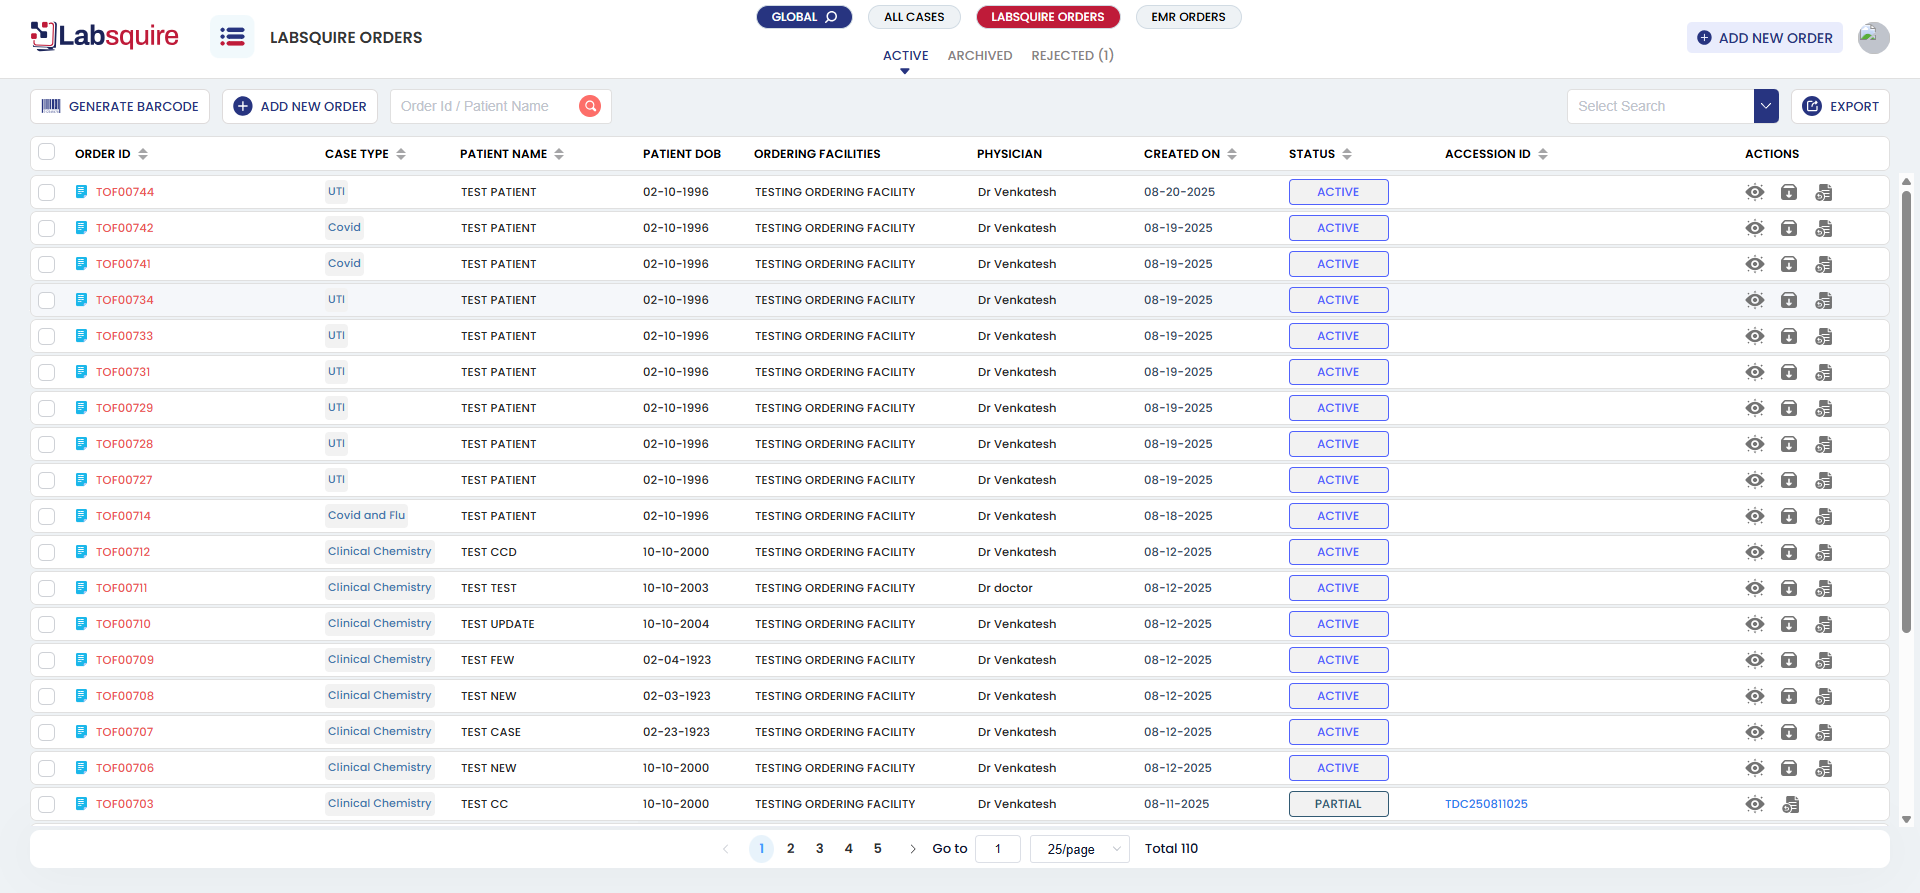 Labsquire
LABSQUIRE ORDERS
GLOBAL ALL CASES LABSQUIRE ORDERS EMR ORDERS
ACTIVE ARCHIVED REJECTED (1)
ADD NEW ORDER
GENERATE BARCODE ADD NEW ORDER Order Id / Patient Name Select Search EXPORT
ORDER ID CASE TYPE PATIENT NAME PATIENT DOB ORDERING FACILITIES PHYSICIAN CREATED ON STATUS ACCESSION ID ACTIONS
TOF00744 UTI TEST PATIENT 02-10-1996 TESTING ORDERING FACILITY Dr Venkatesh 08-20-2025 ACTIVE
TOF00742 Covid TEST PATIENT 02-10-1996 TESTING ORDERING FACILITY Dr Venkatesh 08-19-2025 ACTIVE
TOF00741 Covid TEST PATIENT 02-10-1996 TESTING ORDERING FACILITY Dr Venkatesh 08-19-2025 ACTIVE
TOF00734 UTI TEST PATIENT 02-10-1996 TESTING ORDERING FACILITY Dr Venkatesh 08-19-2025 ACTIVE
TOF00733 UTI TEST PATIENT 02-10-1996 TESTING ORDERING FACILITY Dr Venkatesh 08-19-2025 ACTIVE
TOF00731 UTI TEST PATIENT 02-10-1996 TESTING ORDERING FACILITY Dr Venkatesh 08-19-2025 ACTIVE
TOF00729 UTI TEST PATIENT 02-10-1996 TESTING ORDERING FACILITY Dr Venkatesh 08-19-2025 ACTIVE
TOF00728 UTI TEST PATIENT 02-10-1996 TESTING ORDERING FACILITY Dr Venkatesh 08-19-2025 ACTIVE
TOF00727 UTI TEST PATIENT 02-10-1996 TESTING ORDERING FACILITY Dr Venkatesh 08-19-2025 ACTIVE
TOF00714 Covid and Flu TEST PATIENT 02-10-1996 TESTING ORDERING FACILITY Dr Venkatesh 08-18-2025 ACTIVE
TOF00712 Clinical Chemistry TEST CCD 10-10-2000 TESTING ORDERING FACILITY Dr Venkatesh 08-12-2025 ACTIVE
TOF00711 Clinical Chemistry TEST TEST 10-10-2003 TESTING ORDERING FACILITY Dr doctor 08-12-2025 ACTIVE
TOF00710 Clinical Chemistry TEST UPDATE 10-10-2004 TESTING ORDERING FACILITY Dr Venkatesh 08-12-2025 ACTIVE
TOF00709 Clinical Chemistry TEST FEW 02-04-1923 TESTING ORDERING FACILITY Dr Venkatesh 08-12-2025 ACTIVE
TOF00708 Clinical Chemistry TEST NEW 02-03-1923 TESTING ORDERING FACILITY Dr Venkatesh 08-12-2025 ACTIVE
TOF00707 Clinical Chemistry TEST CASE 02-23-1923 TESTING ORDERING FACILITY Dr Venkatesh 08-12-2025 ACTIVE
TOF00706 Clinical Chemistry TEST NEW 10-10-2000 TESTING ORDERING FACILITY Dr Venkatesh 08-12-2025 ACTIVE
TOF00703 Clinical Chemistry TEST CC 10-10-2000 TESTING ORDERING FACILITY Dr Venkatesh 08-11-2025 PARTIAL TDC250811025
1 2 3 4 5 Go to 1 25/page Total 110